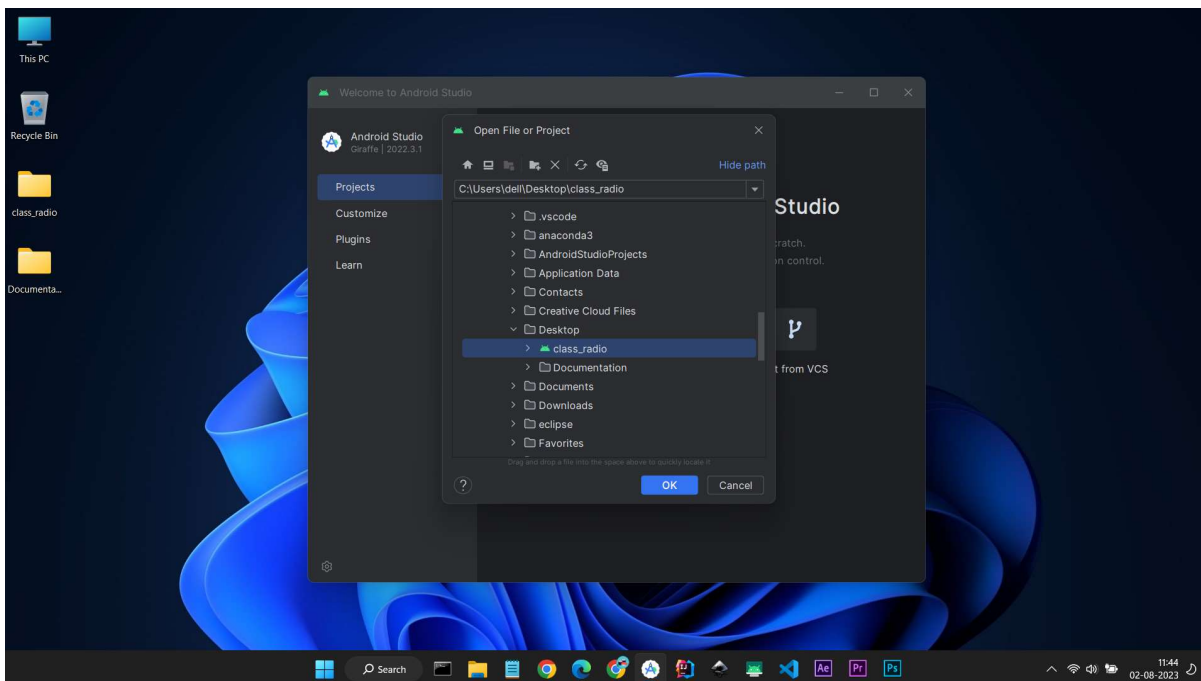 This PC
Recycle Bin
class_radio
Documenta...
Welcome to Android Studio
Android Studio
Giraffe | 2022.3.1
Projects
Customize
Plugins
Learn
Studio
cratch.
on control.
t from VCS
Open File or Project
Hide path
C:\Users\dell\Desktop\class_radio
.vscode
anaconda3
AndroidStudioProjects
Application Data
Contacts
Creative Cloud Files
Desktop
class_radio
Documentation
Documents
Downloads
eclipse
Favorites
Drag and drop a file into the space above to quickly locate it
?
OK
Cancel
Search
Ae
Pr
Ps
11:44
02-08-2023